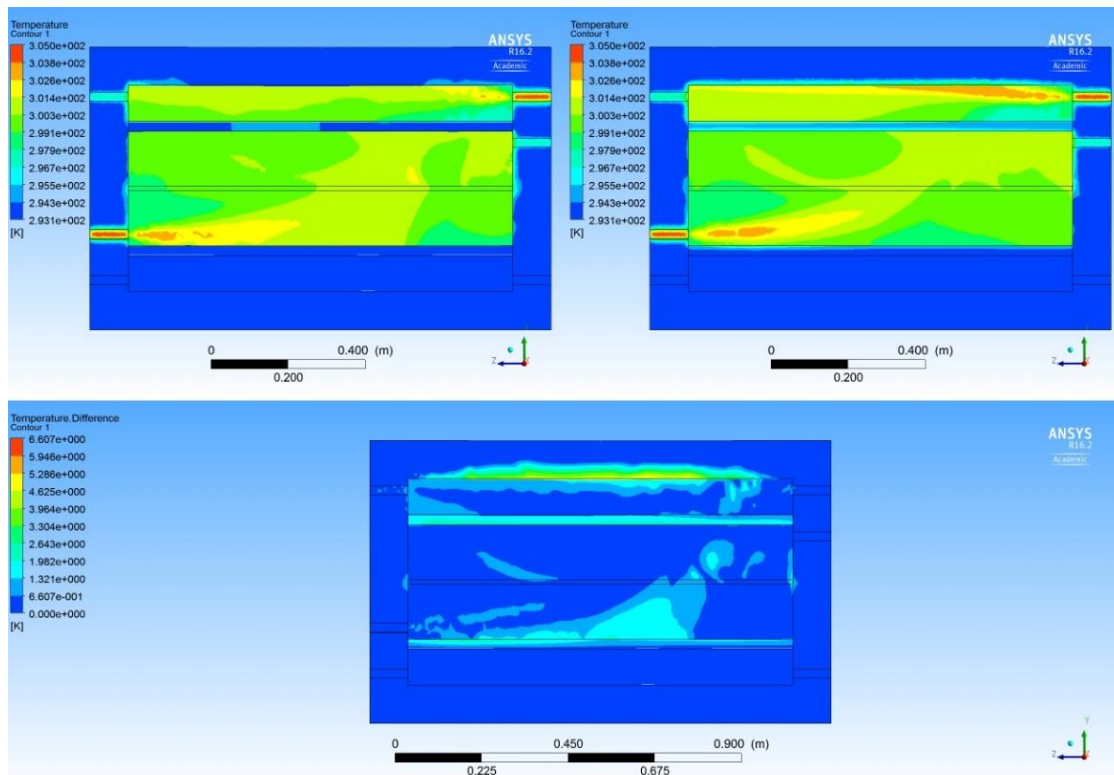 Temperature
Contour 1
3.050e+002
3.038e+002
3.026e+002
3.014e+002
3.003e+002
2.991e+002
2.979e+002
2.967e+002
2.955e+002
2.943e+002
2.931e+002
[K]
ANSYS
R16.2
Academic
0 0.400 (m)
0.200
Z Y
Temperature
Contour 1
3.050e+002
3.038e+002
3.026e+002
3.014e+002
3.003e+002
2.991e+002
2.979e+002
2.967e+002
2.955e+002
2.943e+002
2.931e+002
[K]
ANSYS
R16.2
Academic
0 0.400 (m)
0.200
Z Y
Temperature.Difference
Contour 1
6.607e+000
5.946e+000
5.286e+000
4.625e+000
3.964e+000
3.304e+000
2.643e+000
1.982e+000
1.321e+000
6.607e-001
0.000e+000
[K]
ANSYS
R16.2
Academic
0 0.450 0.900 (m)
0.225 0.675
Y
Z